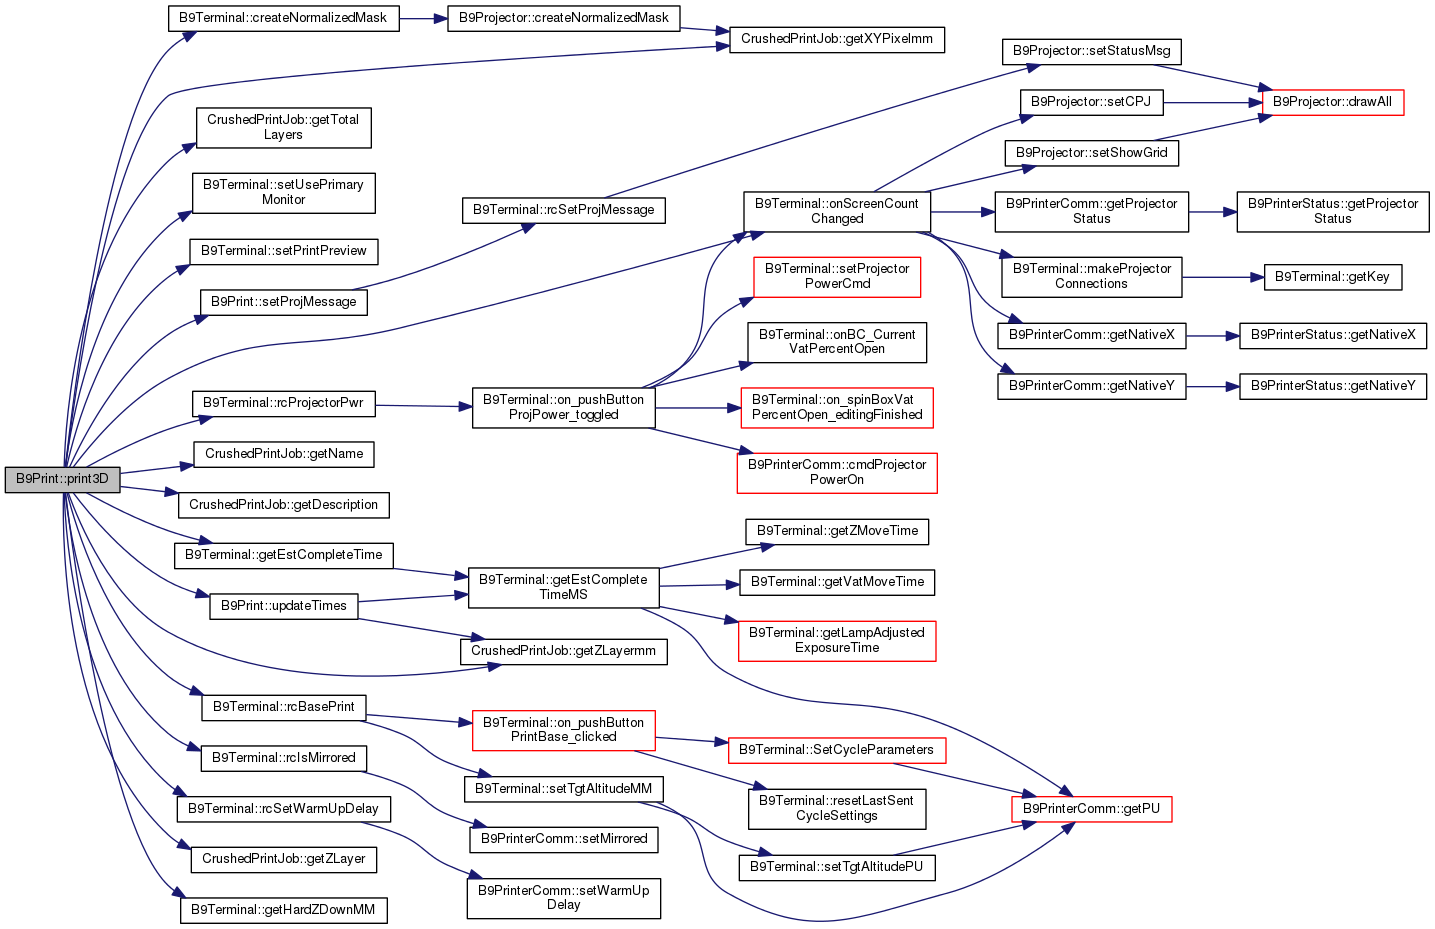 B9Print::print3D
B9Terminal::createNormalizedMask
B9Projector::createNormalizedMask
CrushedPrintJob::getXYPixelmm
CrushedPrintJob::getTotal
Layers
B9Terminal::setUsePrimary
Monitor
B9Terminal::setPrintPreview
B9Print::setProjMessage
B9Terminal::rcSetProjMessage
B9Projector::setStatusMsg
B9Projector::drawAll
B9Projector::setCPJ
B9Projector::setShowGrid
B9Terminal::onScreenCount
Changed
B9PrinterComm::getProjector
Status
B9PrinterStatus::getProjector
Status
B9Terminal::makeProjector
Connections
B9Terminal::getKey
B9PrinterComm::getNativeX
B9PrinterStatus::getNativeX
B9PrinterComm::getNativeY
B9PrinterStatus::getNativeY
B9Terminal::setProjector
PowerCmd
B9Terminal::onBC_Current
VatPercentOpen
B9Terminal::rcProjectorPwr
B9Terminal::on_pushButton
ProjPower_toggled
B9Terminal::on_spinBoxVat
PercentOpen_editingFinished
B9PrinterComm::cmdProjector
PowerOn
CrushedPrintJob::getName
CrushedPrintJob::getDescription
B9Terminal::getEstCompleteTime
B9Print::updateTimes
B9Terminal::getEstComplete
TimeMS
B9Terminal::getZMoveTime
B9Terminal::getVatMoveTime
B9Terminal::getLampAdjusted
ExposureTime
CrushedPrintJob::getZLayermm
B9Terminal::rcBasePrint
B9Terminal::on_pushButton
PrintBase_clicked
B9Terminal::SetCycleParameters
B9Terminal::resetLastSent
CycleSettings
B9PrinterComm::getPU
B9Terminal::setTgtAltitudeMM
B9Terminal::setTgtAltitudePU
B9Terminal::rcIsMirrored
B9PrinterComm::setMirrored
B9Terminal::rcSetWarmUpDelay
B9PrinterComm::setWarmUp
Delay
CrushedPrintJob::getZLayer
B9Terminal::getHardZDownMM